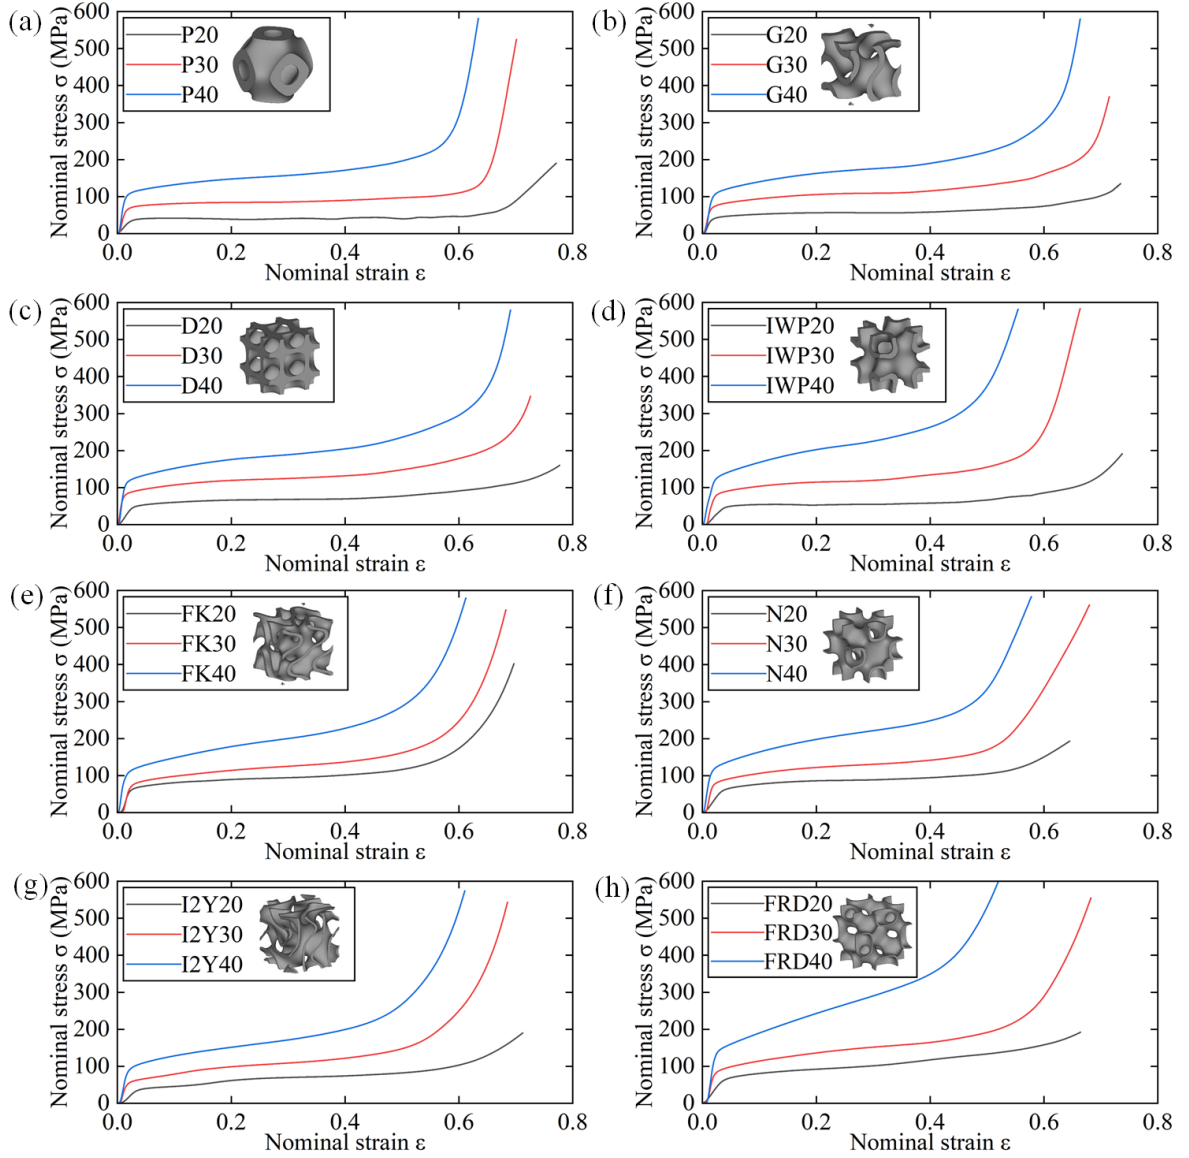 (a)
Nominal stress σ (MPa)
600
500
400
300
200
100
0
P20
P30
P40
0.0 0.2 0.4 0.6 0.8
Nominal strain ε
(b)
Nominal stress σ (MPa)
600
500
400
300
200
100
0
G20
G30
G40
0.0 0.2 0.4 0.6 0.8
Nominal strain ε
(c)
Nominal stress σ (MPa)
600
500
400
300
200
100
0
D20
D30
D40
0.0 0.2 0.4 0.6 0.8
Nominal strain ε
(d)
Nominal stress σ (MPa)
600
500
400
300
200
100
0
IWP20
IWP30
IWP40
0.0 0.2 0.4 0.6 0.8
Nominal strain ε
(e)
Nominal stress σ (MPa)
600
500
400
300
200
100
0
FK20
FK30
FK40
0.0 0.2 0.4 0.6 0.8
Nominal strain ε
(f)
Nominal stress σ (MPa)
600
500
400
300
200
100
0
N20
N30
N40
0.0 0.2 0.4 0.6 0.8
Nominal strain ε
(g)
Nominal stress σ (MPa)
600
500
400
300
200
100
0
I2Y20
I2Y30
I2Y40
0.0 0.2 0.4 0.6 0.8
Nominal strain ε
(h)
Nominal stress σ (MPa)
600
500
400
300
200
100
0
FRD20
FRD30
FRD40
0.0 0.2 0.4 0.6 0.8
Nominal strain ε